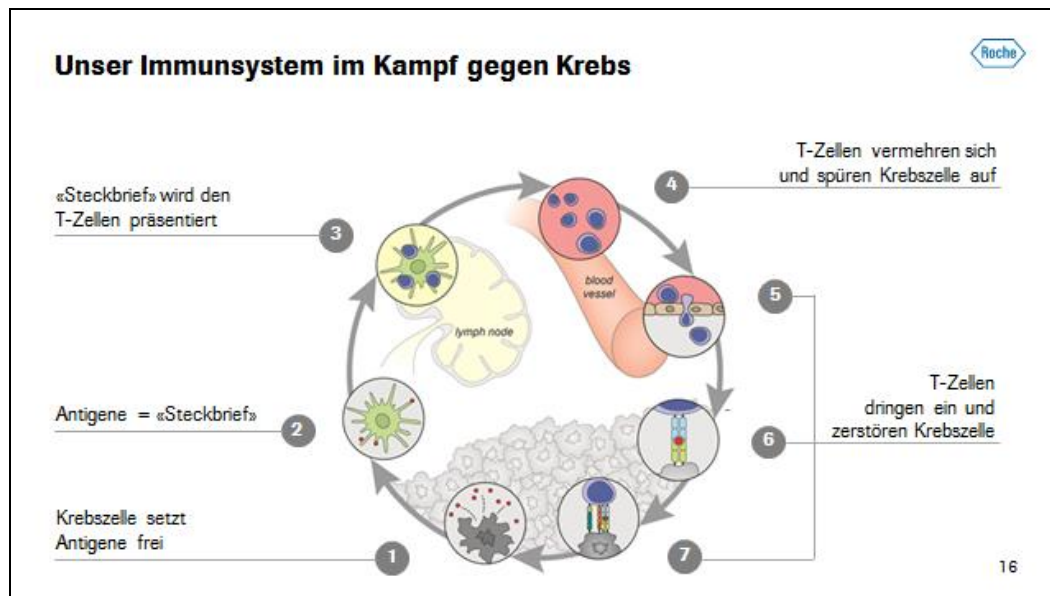 Unser Immunsystem im Kampf gegen Krebs
Roche
T-Zellen vermehren sich
und spüren Krebszelle auf
4
«Steckbrief» wird den
T-Zellen präsentiert
3
blood
vessel
5
lymph node
Antigene = «Steckbrief»
2
T-Zellen
dringen ein und
zerstören Krebszelle
6
Krebszelle setzt
Antigene frei
1
7
16